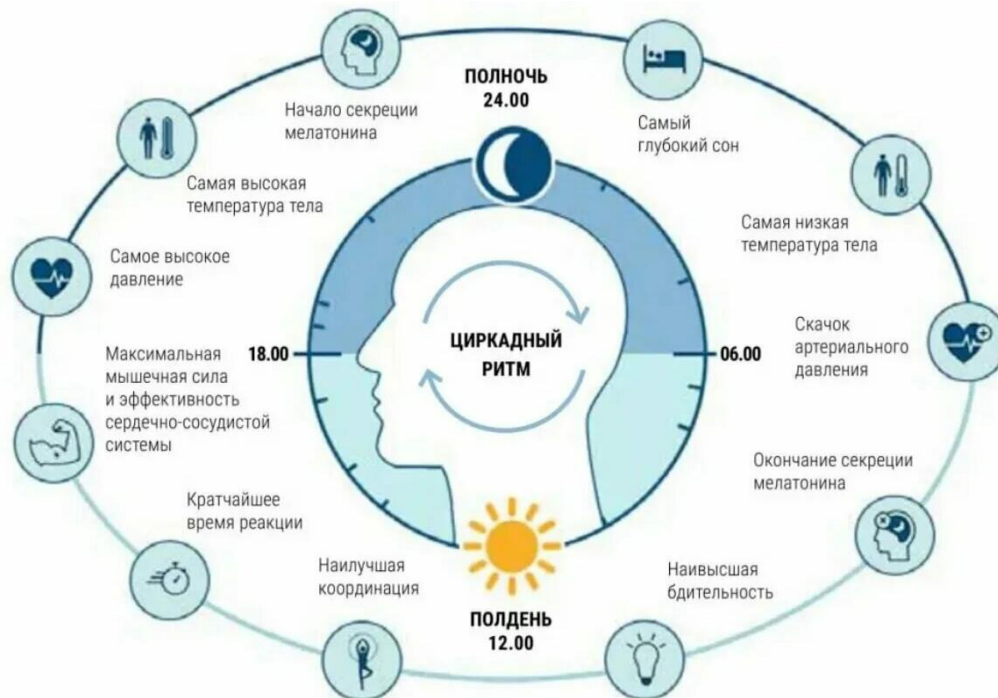 ПОЛНОЧЬ
24.00
Начало секреции
мелатонина
Самый
глубокий сон
Самая высокая
температура тела
Самая низкая
температура тела
Самое высокое
давление
Скачок
артериального
давления
ЦИРКАДНЫЙ
РИТМ
18.00
06.00
Максимальная
мышечная сила
и эффективность
сердечно-сосудистой
системы
Окончание секреции
мелатонина
Кратчайшее
время реакции
Наилучшая
координация
Наивысшая
бдительность
ПОЛДЕНЬ
12.00